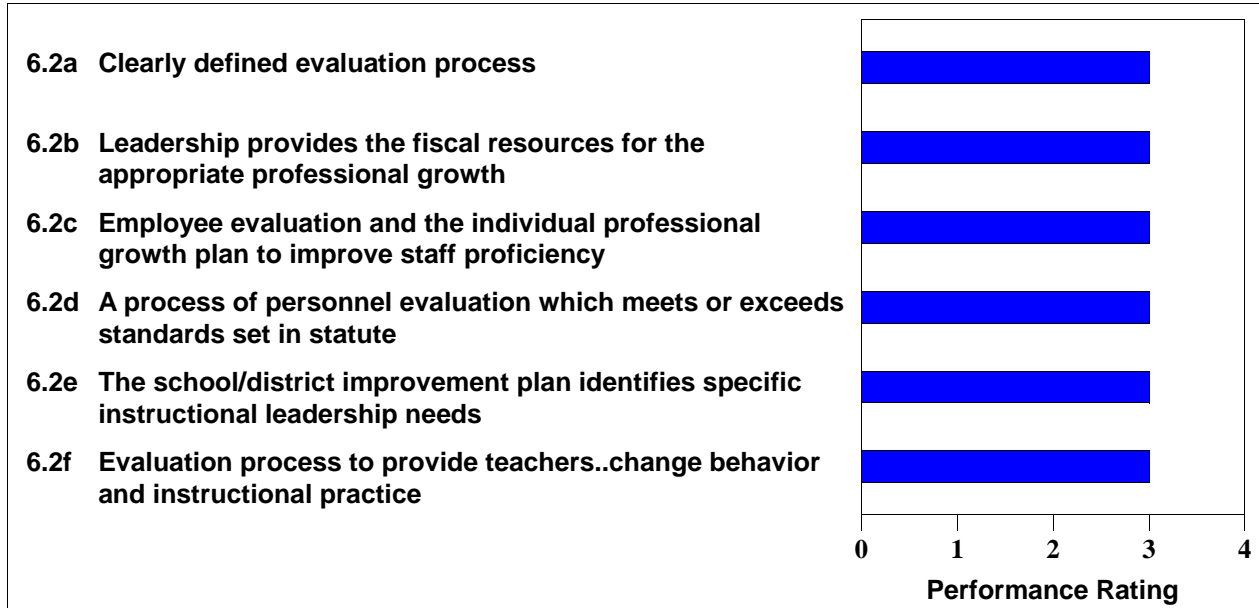 6.2a Clearly defined evaluation process
6.2b Leadership provides the fiscal resources for the
appropriate professional growth
6.2c Employee evaluation and the individual professional
growth plan to improve staff proficiency
6.2d A process of personnel evaluation which meets or exceeds
standards set in statute
6.2e The school/district improvement plan identifies specific
instructional leadership needs
6.2f Evaluation process to provide teachers..change behavior
and instructional practice
0 1 2 3 4
Performance Rating